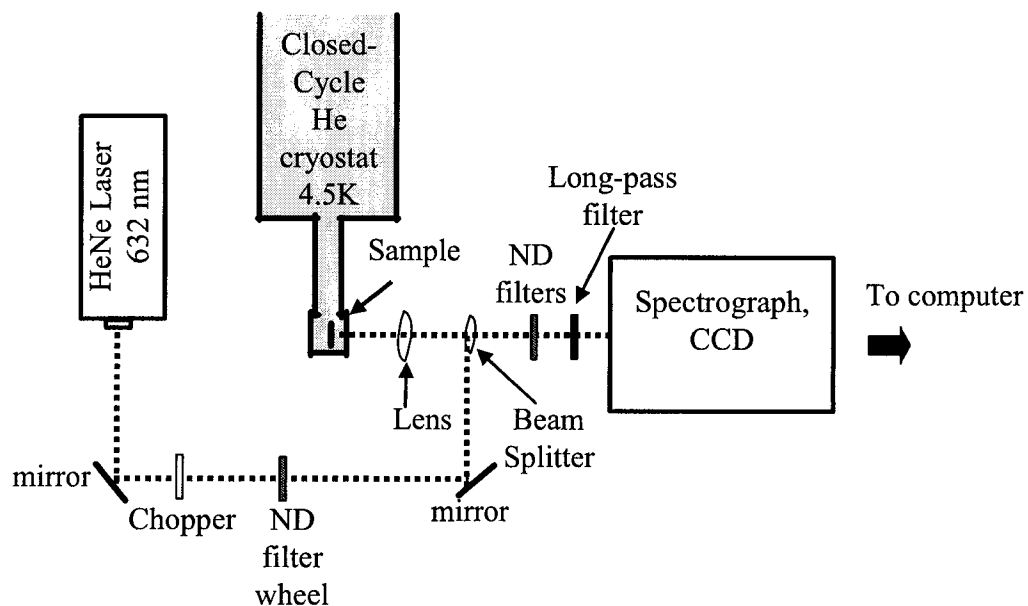 Closed-
Cycle
He
cryostat
4.5K
HeNe Laser
632 nm
Long-pass
filter
Sample
ND
filters
Spectrograph,
CCD
To computer
Lens
Beam
Splitter
mirror
Chopper
ND
filter
wheel
mirror